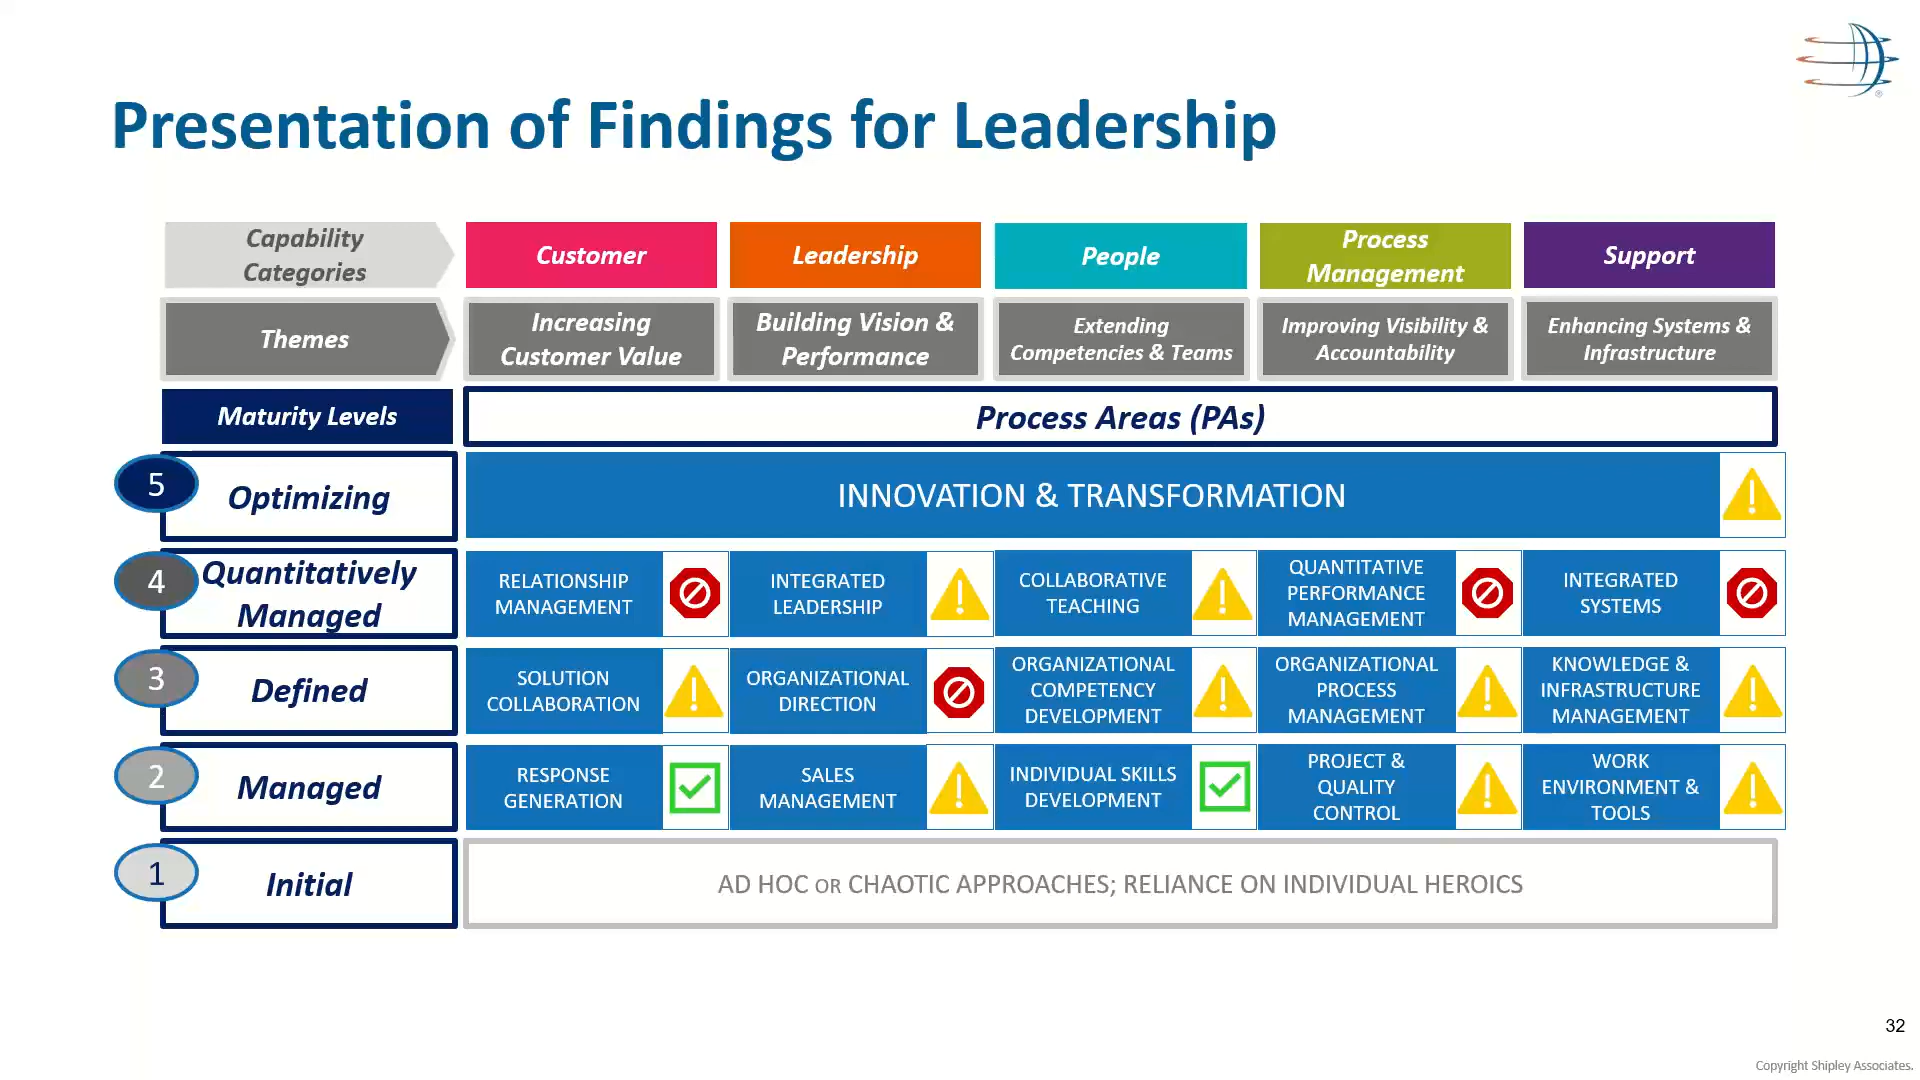 Presentation of Findings for Leadership
Capability
Categories
Customer
Leadership
People
Process
Management
Support
Themes
Increasing
Customer Value
Building Vision &
Performance
Extending
Competencies & Teams
Improving Visibility &
Accountability
Enhancing Systems &
Infrastructure
Maturity Levels
Process Areas (PAs)
5
Optimizing
INNOVATION & TRANSFORMATION
4
Quantitatively
Managed
RELATIONSHIP
MANAGEMENT
INTEGRATED
LEADERSHIP
COLLABORATIVE
TEACHING
QUANTITATIVE
PERFORMANCE
MANAGEMENT
INTEGRATED
SYSTEMS
3
Defined
SOLUTION
COLLABORATION
ORGANIZATIONAL
DIRECTION
ORGANIZATIONAL
COMPETENCY
DEVELOPMENT
ORGANIZATIONAL
PROCESS
MANAGEMENT
KNOWLEDGE &
INFRASTRUCTURE
MANAGEMENT
2
Managed
RESPONSE
GENERATION
SALES
MANAGEMENT
INDIVIDUAL SKILLS
DEVELOPMENT
PROJECT &
QUALITY
CONTROL
WORK
ENVIRONMENT &
TOOLS
1
Initial
AD HOC OR CHAOTIC APPROACHES; RELIANCE ON INDIVIDUAL HEROICS
32
Copyright Shipley Associates.